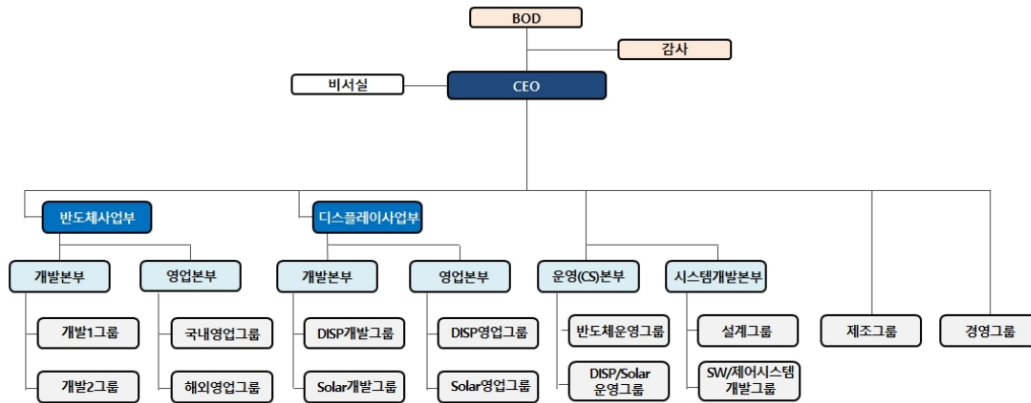 BOD
감사
비서실
CEO
반도체사업부
디스플레이사업부
개발본부
영업본부
개발본부
영업본부
운영(CS)본부
시스템개발본부
개발1그룹
국내영업그룹
DISP개발그룹
DISP영업그룹
반도체운영그룹
설계그룹
제조그룹
경영그룹
개발2그룹
해외영업그룹
Solar개발그룹
Solar영업그룹
DISP/Solar
운영그룹
SW/제어시스템
개발그룹